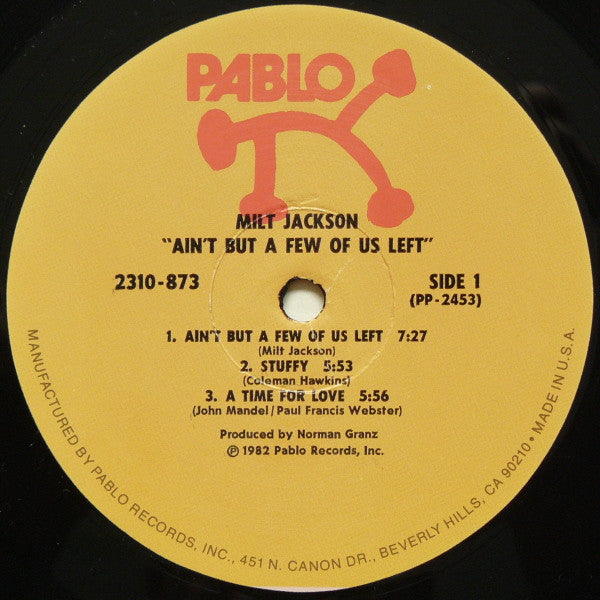 PABLO
MILT JACKSON
"AIN'T BUT A FEW OF US LEFT"
2310-873
SIDE 1
(PP-2453)
1. AIN'T BUT A FEW OF US LEFT 7:27
(Milt Jackson)
2. STUFFY 5:53
(Coleman Hawkins)
3. A TIME FOR LOVE 5:56
(John Mandel/Paul Francis Webster)
Produced by Norman Granz
℗ 1982 Pablo Records, Inc.
MANUFACTURED BY PABLO RECORDS, INC., 451 N. CANON DR., BEVERLY HILLS, CA 90210 • MADE IN U.S.A.